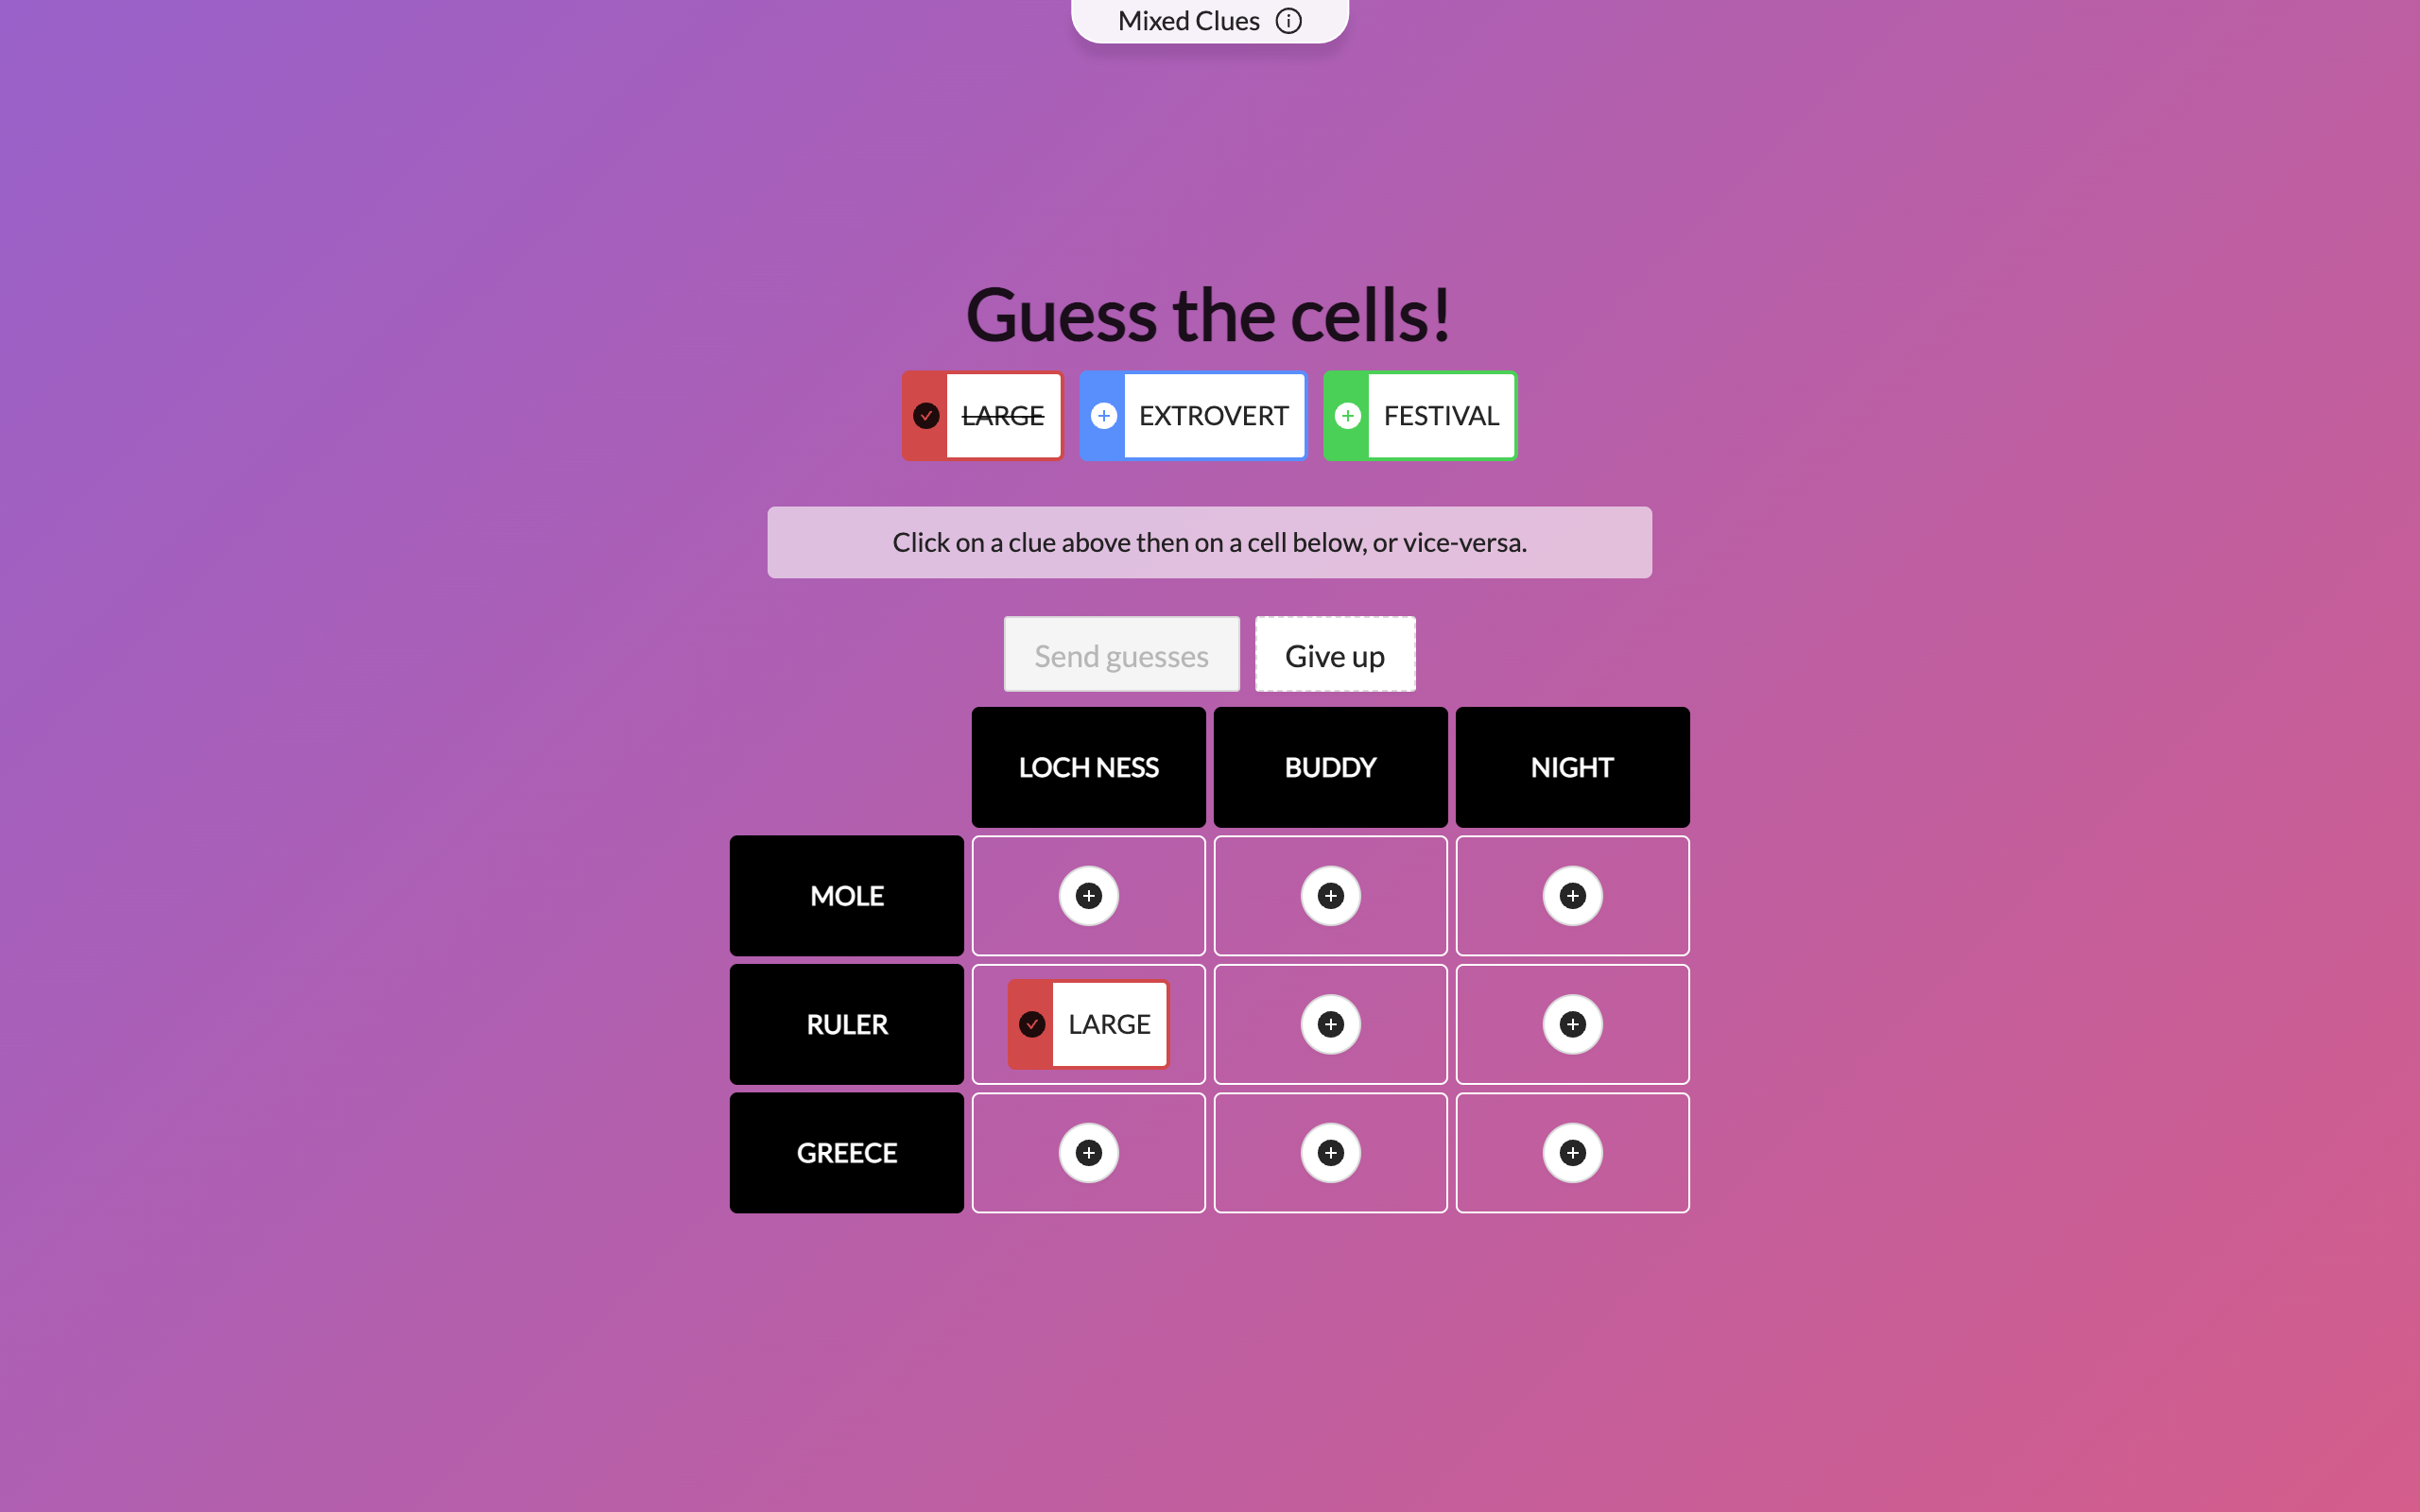 Mixed Clues
Guess the cells!
LARGE EXTROVERT FESTIVAL
Click on a clue above then on a cell below, or vice-versa.
Send guesses Give up
LOCH NESS BUDDY NIGHT
MOLE
RULER LARGE
GREECE